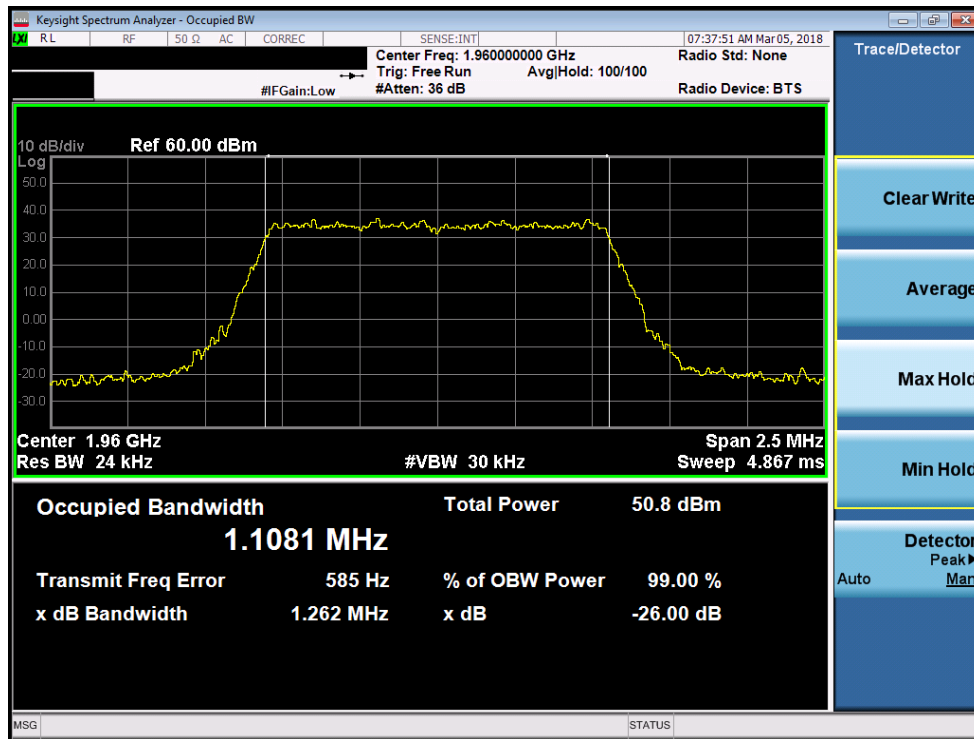 Keysight Spectrum Analyzer - Occupied BW
LXI RL RF 50 Ω AC CORREC SENSE:INT 07:37:51 AM Mar 05, 2018
Center Freq: 1.960000000 GHz Radio Std: None
Trig: Free Run Avg|Hold: 100/100
#IFGain:Low #Atten: 36 dB Radio Device: BTS
10 dB/div Ref 60.00 dBm
Log
50.0
40.0
30.0
20.0
10.0
0.00
-10.0
-20.0
-30.0
Center 1.96 GHz Span 2.5 MHz
Res BW 24 kHz #VBW 30 kHz Sweep 4.867 ms
Occupied Bandwidth Total Power 50.8 dBm
1.1081 MHz
Transmit Freq Error 585 Hz % of OBW Power 99.00 %
x dB Bandwidth 1.262 MHz x dB -26.00 dB
MSG STATUS
Trace/Detector
Clear Write
Average
Max Hold
Min Hold
Detector
Peak
Auto Man